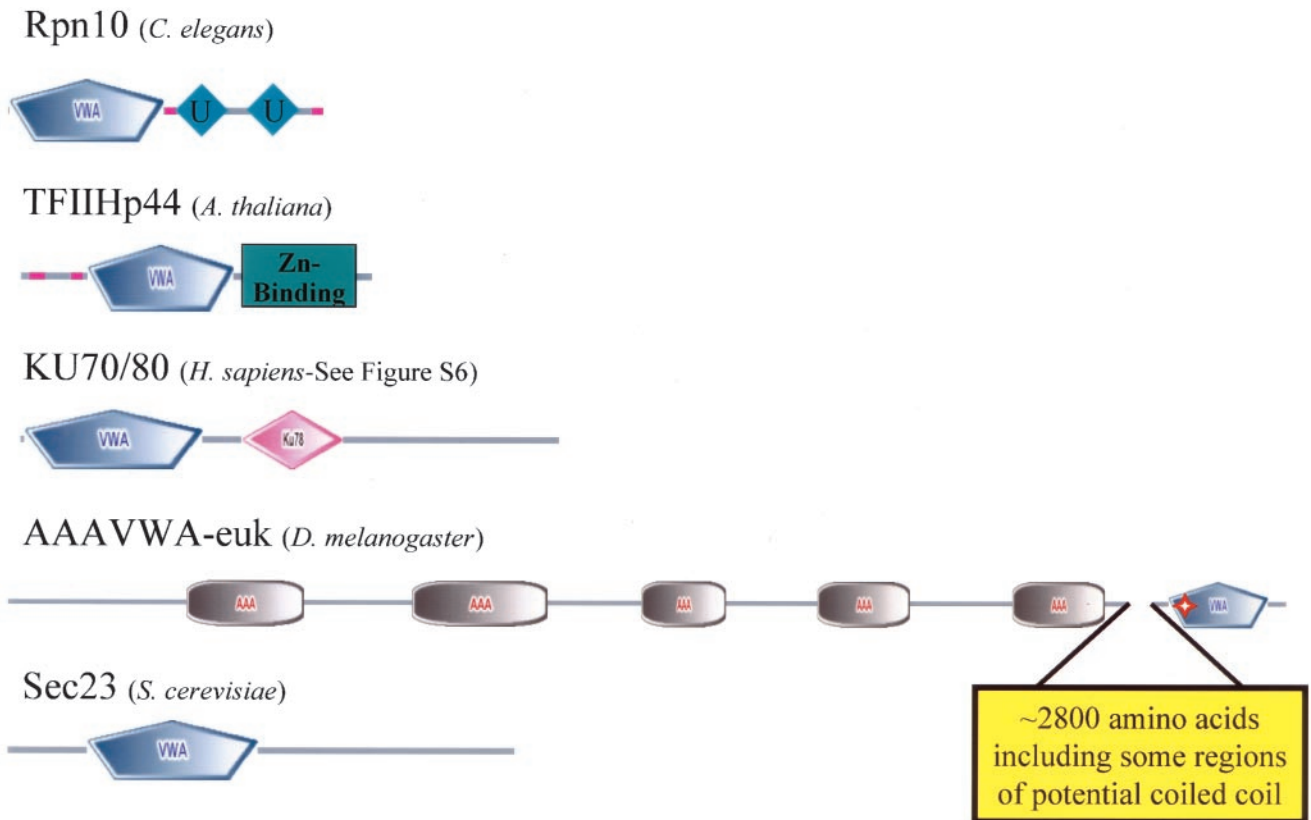 Rpn10 (C. elegans)
VWA U U
TFIIHp44 (A. thaliana)
VWA Zn-
Binding
KU70/80 (H. sapiens-See Figure S6)
VWA Ku78
AAAVWA-euk (D. melanogaster)
AAA AAA AAA AAA AAA VWA
Sec23 (S. cerevisiae)
VWA
~2800 amino acids
including some regions
of potential coiled coil